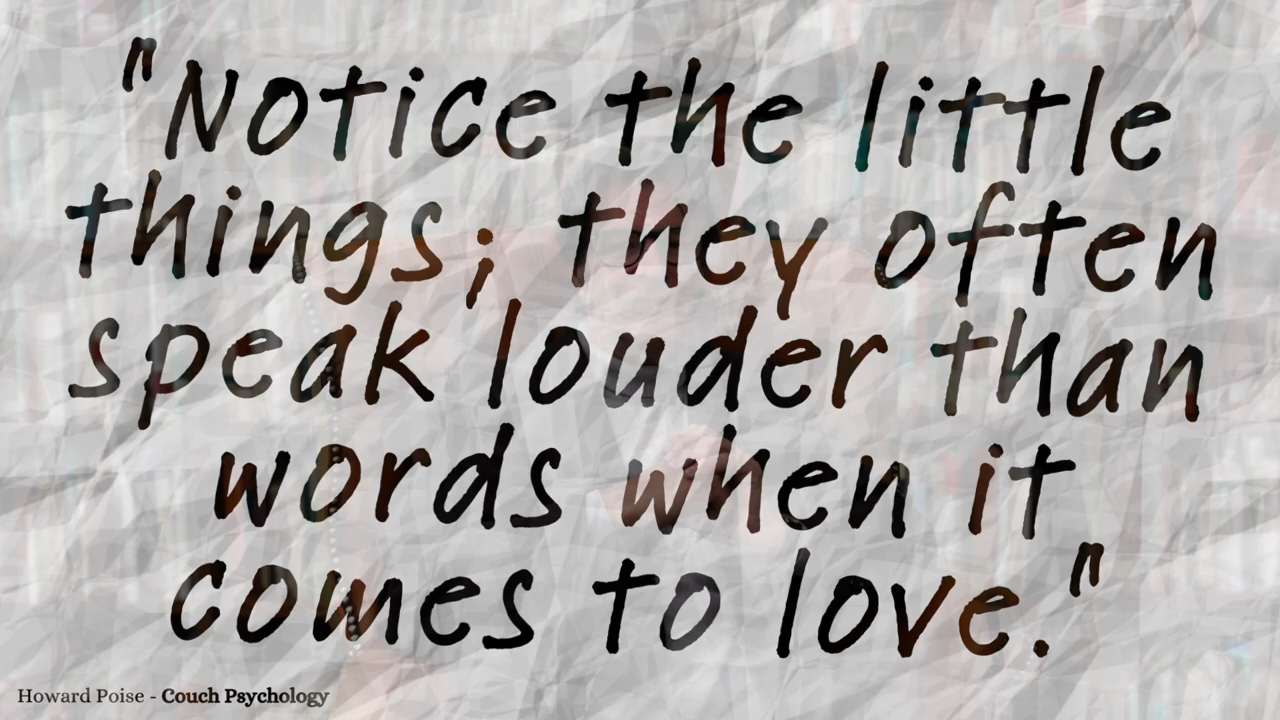 "Notice the little
things; they often
speak louder than
words when it
comes to love."
Howard Poise - Couch Psychology